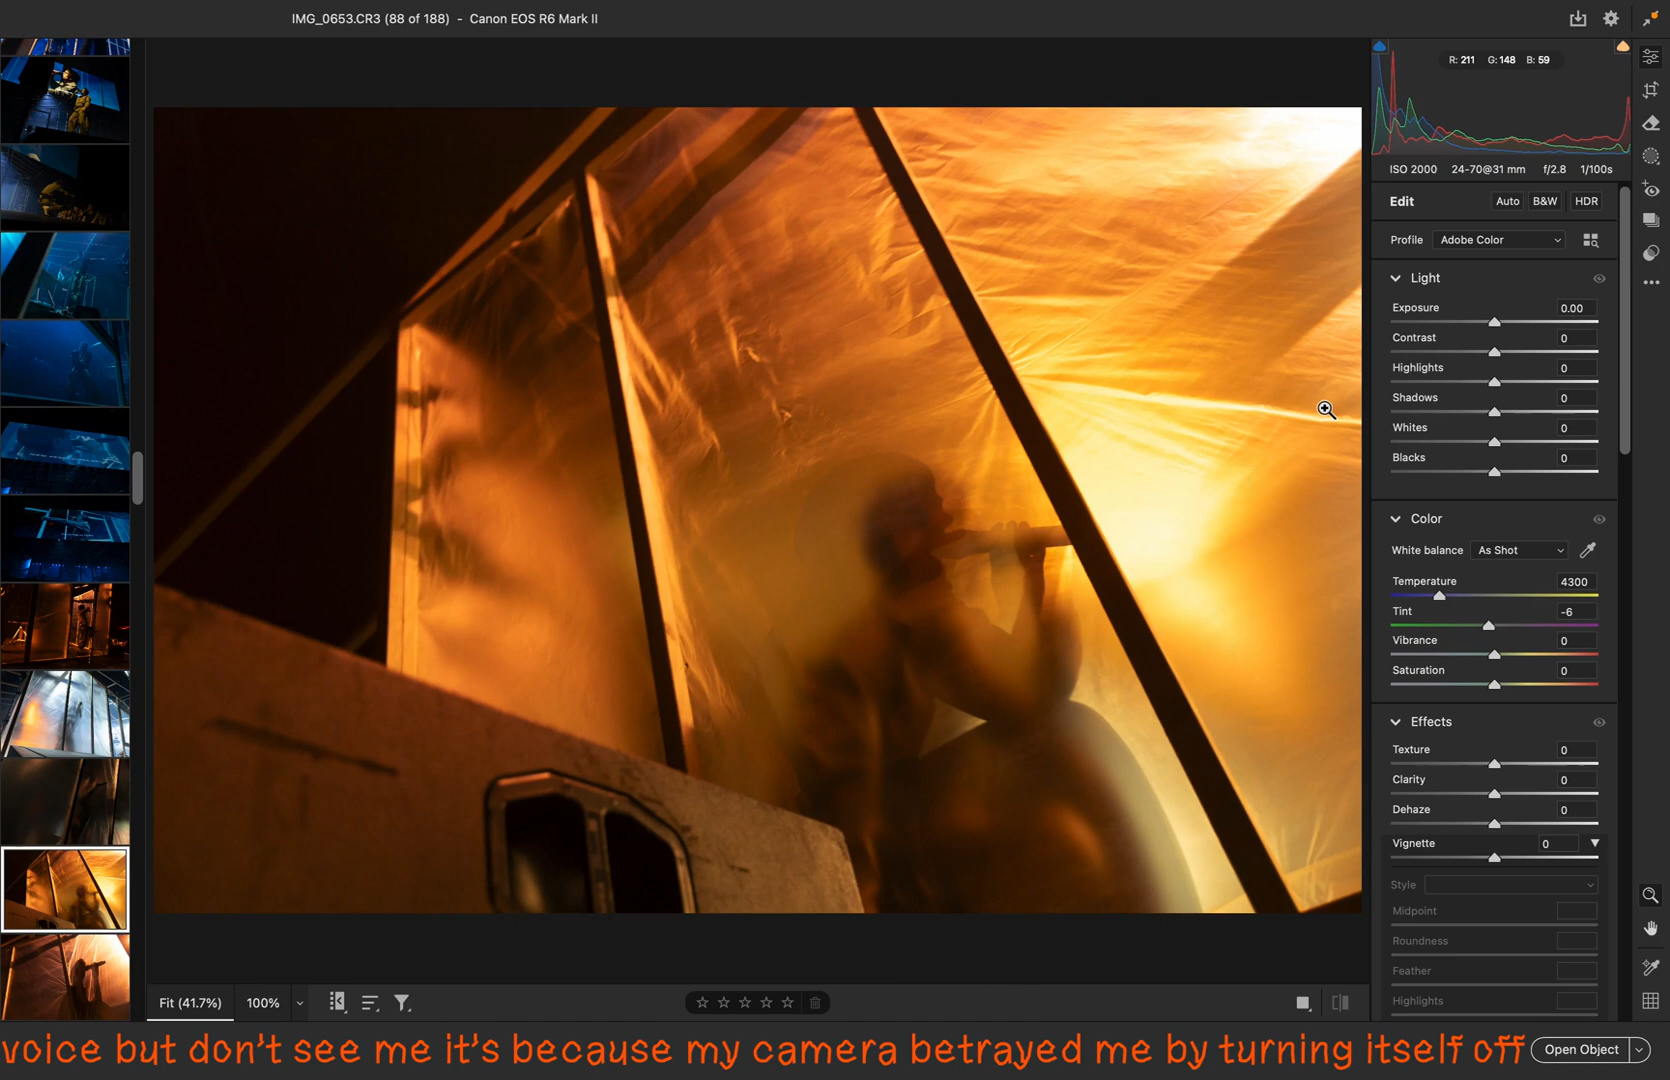 IMG_0653.CR3 (88 of 188) - Canon EOS R6 Mark II
R: 211 G: 148 B: 59
ISO 2000 24-70@31 mm f/2.8 1/100s
Edit Auto B&W HDR
Profile Adobe Color
Light
Exposure 0.00
Contrast 0
Highlights 0
Shadows 0
Whites 0
Blacks 0
Color
White balance As Shot
Temperature 4300
Tint -6
Vibrance 0
Saturation 0
Effects
Texture 0
Clarity 0
Dehaze 0
Vignette 0
Style
Midpoint
Roundness
Feather
Highlights
Fit (41.7%) 100%
voice but don't see me it's because my camera betrayed me by turning itself off
Open Object